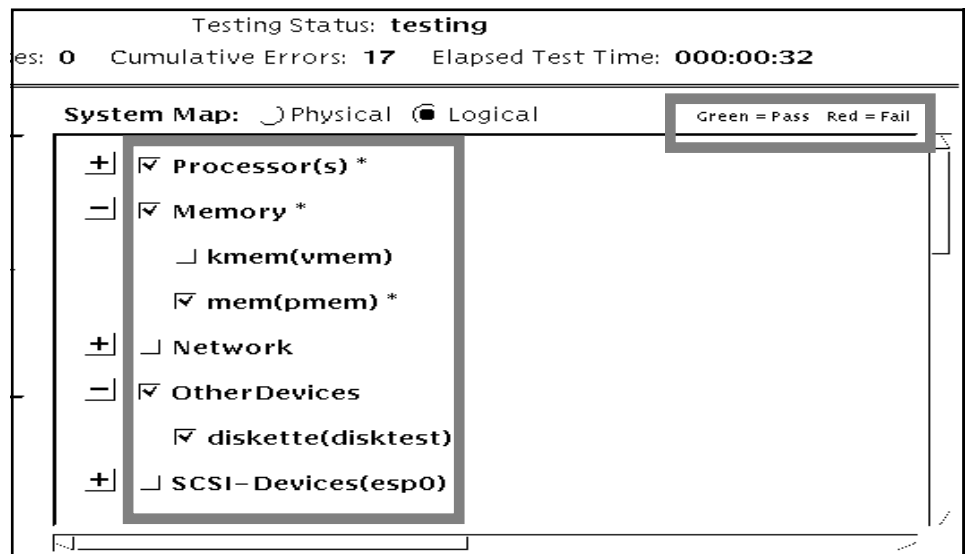 Testing Status: testing
es: 0 Cumulative Errors: 17 Elapsed Test Time: 000:00:32
System Map: Physical Logical Green = Pass Red = Fail
+ Processor(s) *
− Memory *
kmem(vmem)
mem(pmem) *
+ Network
− OtherDevices
diskette(disktest)
+ SCSI-Devices(esp0)